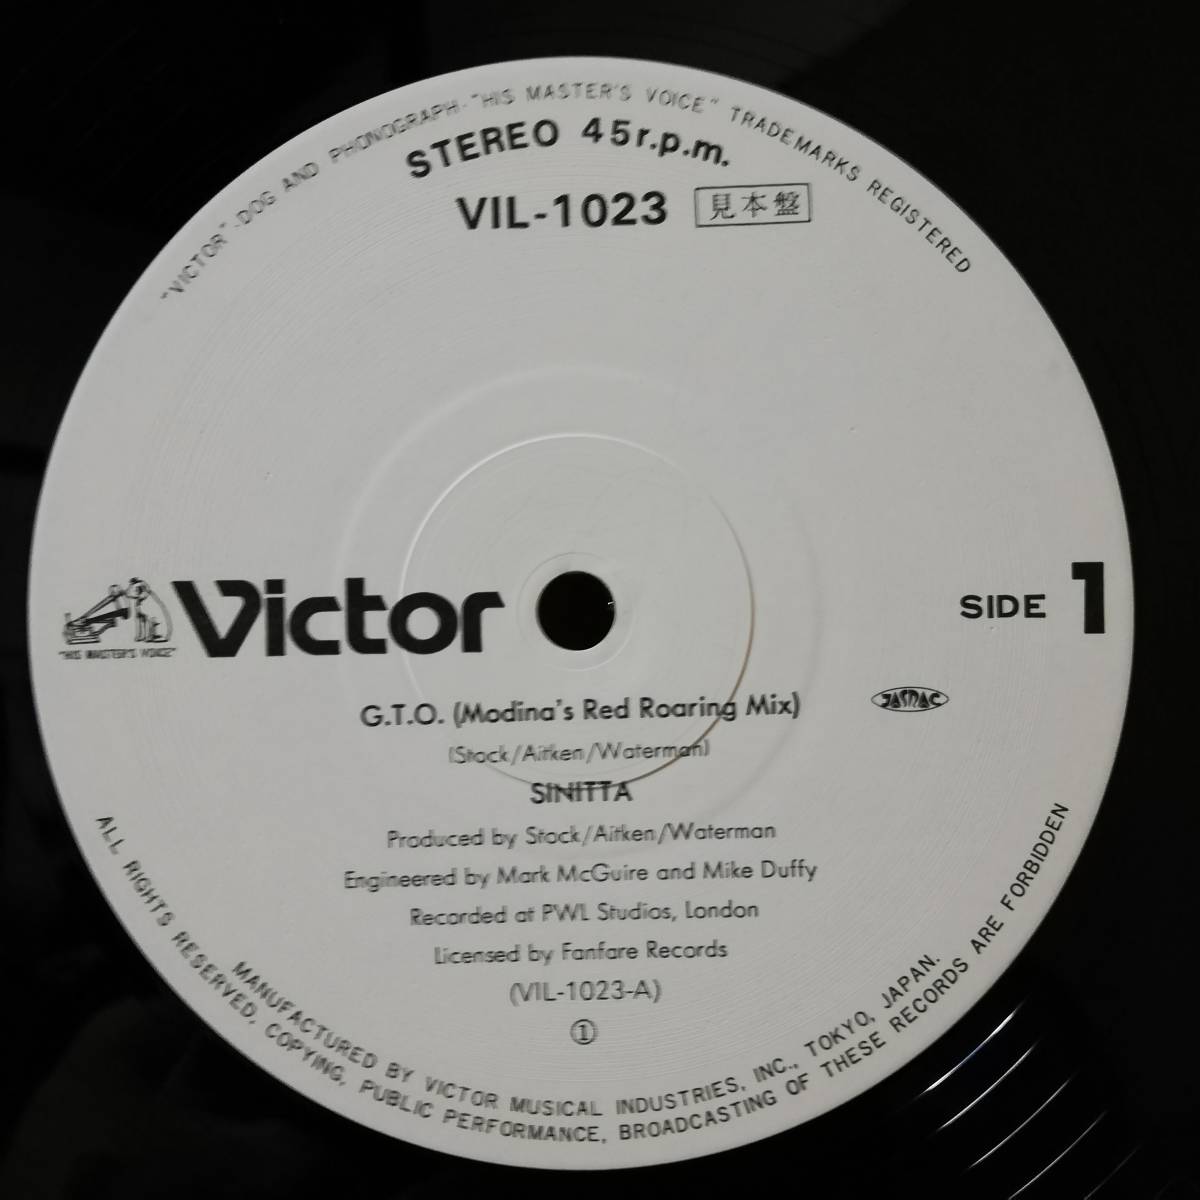 "VICTOR"-DOG AND PHONOGRAPH-"HIS MASTER'S VOICE" TRADEMARKS REGISTERED
STEREO 45r.p.m.
VIL-1023 見本盤
"HIS MASTER'S VOICE"
Victor
SIDE 1
G.T.O. (Modina's Red Roaring Mix)
JASRAC
(Stock/Aitken/Waterman)
SINITTA
Produced by Stock/Aitken/Waterman
Engineered by Mark McGuire and Mike Duffy
Recorded at PWL Studios, London
Licensed by Fanfare Records
(VIL-1023-A)
①
MANUFACTURED BY VICTOR MUSICAL INDUSTRIES, INC., TOKYO, JAPAN.
ALL RIGHTS RESERVED. COPYING, PUBLIC PERFORMANCE, BROADCASTING OF THESE RECORDS ARE FORBIDDEN